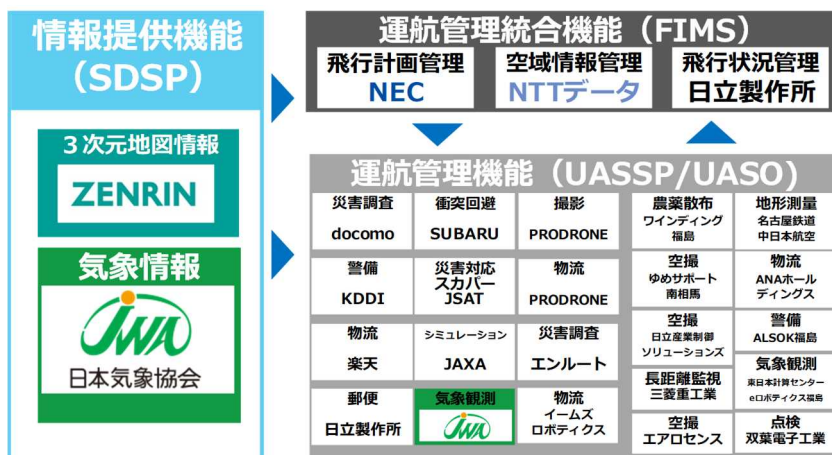 情報提供機能
（SDSP）
３次元地図情報
ZENRIN
気象情報
JWA
日本気象協会
運航管理統合機能（FIMS）
飛行計画管理
NEC
空域情報管理
NTTデータ
飛行状況管理
日立製作所
運航管理機能（UASSP/UASO）
災害調査
docomo
衝突回避
SUBARU
撮影
PRODRONE
警備
KDDI
災害対応
スカパー
JSAT
物流
PRODRONE
物流
楽天
シミュレーション
JAXA
災害調査
エンルート
郵便
日立製作所
気象観測
JWA
物流
イームズ
ロボティクス
農薬散布
ワインディング
福島
地形測量
名古屋鉄道
中日本航空
空撮
ゆめサポート
南相馬
物流
ANAホール
ディングス
空撮
日立産業制御
ソリューションズ
警備
ALSOK福島
長距離監視
三菱重工業
気象観測
東日本計算センター
eロボティクス福島
空撮
エアロセンス
点検
双葉電子工業